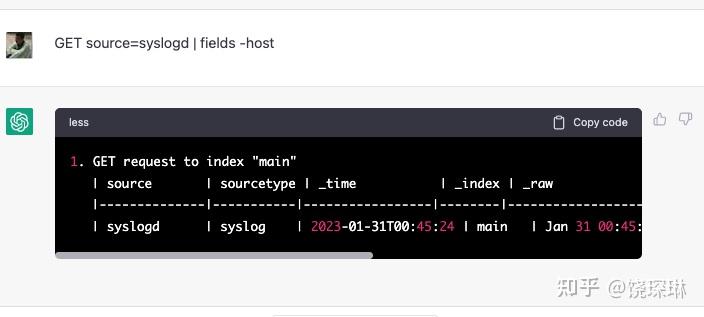 GET source=syslogd | fields -host
less
Copy code
1. GET request to index "main"
| source | sourcetype | _time | _index | _raw
|--------------|-----------|-----------------|--------|-----------------
| syslogd | syslog | 2023-01-31T00:45:24 | main | Jan 31 00:45:
知乎 @饶琛琳